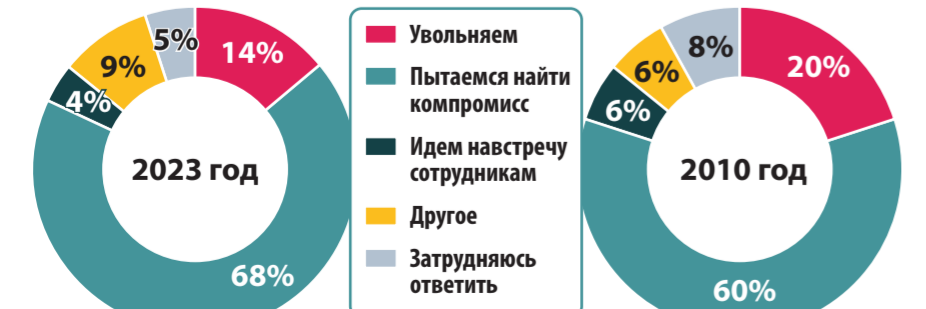 5%
14%
9%
4%
2023 год
68%
Увольняем
Пытаемся найти
компромисс
Идем навстречу
сотрудникам
Другое
Затрудняюсь
ответить
8%
20%
6%
6%
2010 год
60%